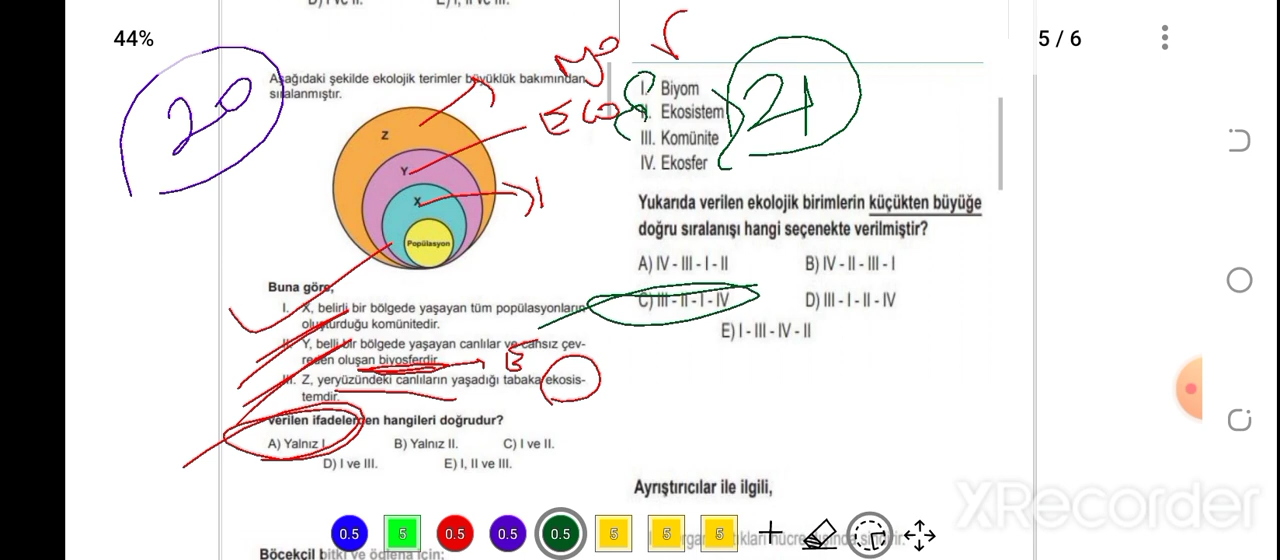 44%
5 / 6
20
Aşağıdaki şekilde ekolojik terimler büyüklük bakımından
sıralanmıştır.
Z
Y
X
Popülasyon
Buna göre,
I. X, belirli bir bölgede yaşayan tüm popülasyonların
oluşturduğu komünitedir.
II. Y, belli bir bölgede yaşayan canlılar ve cansız çev-
reden oluşan biyosferdir.
III. Z, yeryüzündeki canlıların yaşadığı tabaka ekosis-
temdir.
verilen ifadelerden hangileri doğrudur?
A) Yalnız I.
B) Yalnız II.
C) I ve II.
D) I ve III.
E) I, II ve III.
Böcekçil bitki ve
için:
21
I. Biyom
II. Ekosistem
III. Komünite
IV. Ekosfer
Yukarıda verilen ekolojik birimlerin küçükten büyüğe
doğru sıralanışı hangi seçenekte verilmiştir?
A) IV - III - I - II
B) IV - II - III - I
C) III - II - I - IV
D) III - I - II - IV
E) I - III - IV - II
Ayrıştırıcılar ile ilgili,
0.5 5 0.5 0.5 0.5 5 5 5
XRecorder